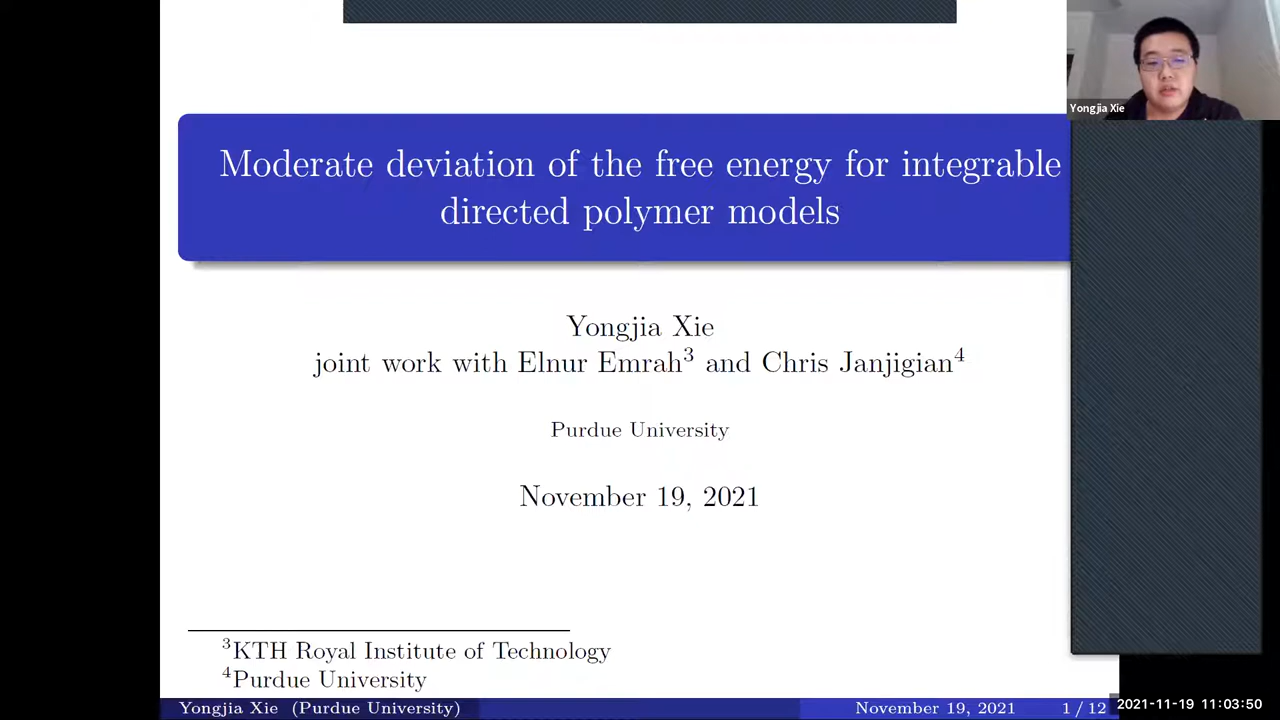 Yongjia Xie
Moderate deviation of the free energy for integrable
directed polymer models
Yongjia Xie
joint work with Elnur Emrah³ and Chris Janjigian⁴
Purdue University
November 19, 2021
³KTH Royal Institute of Technology
⁴Purdue University
Yongjia Xie (Purdue University) November 19, 2021 1 / 12
2021-11-19 11:03:50